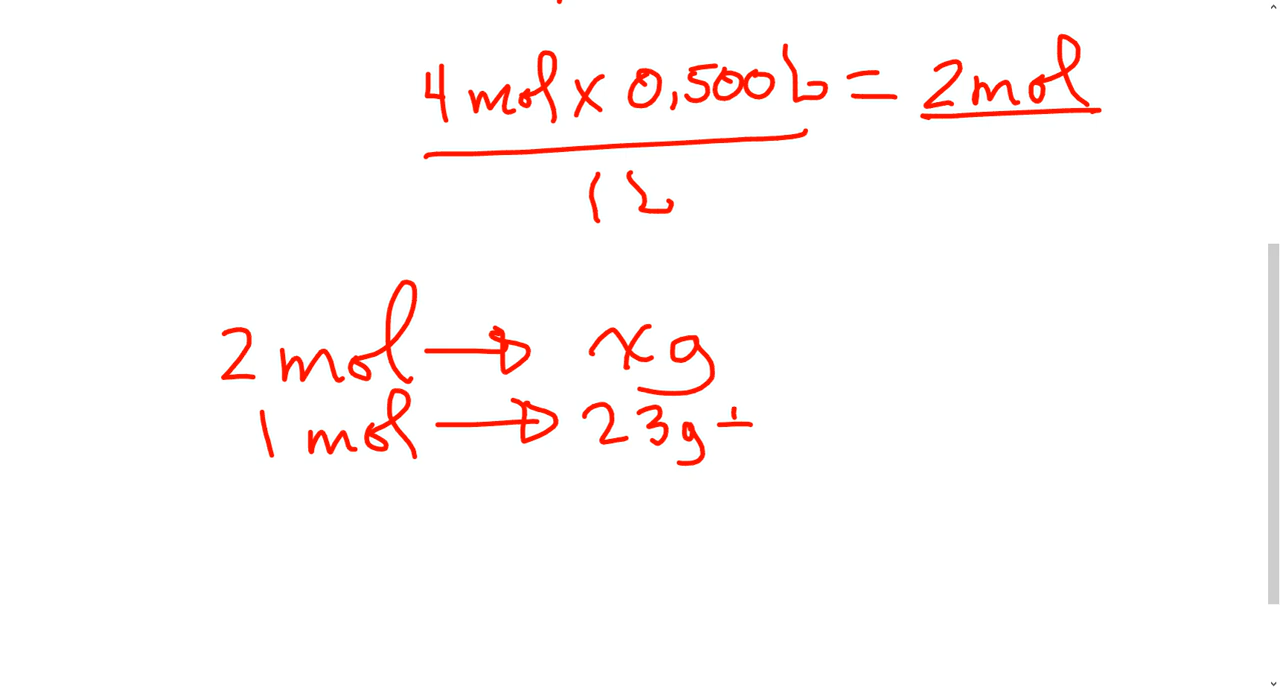 4 mol x 0,500 L = 2 mol
1 L
2 mol → x g
1 mol → 23 g +